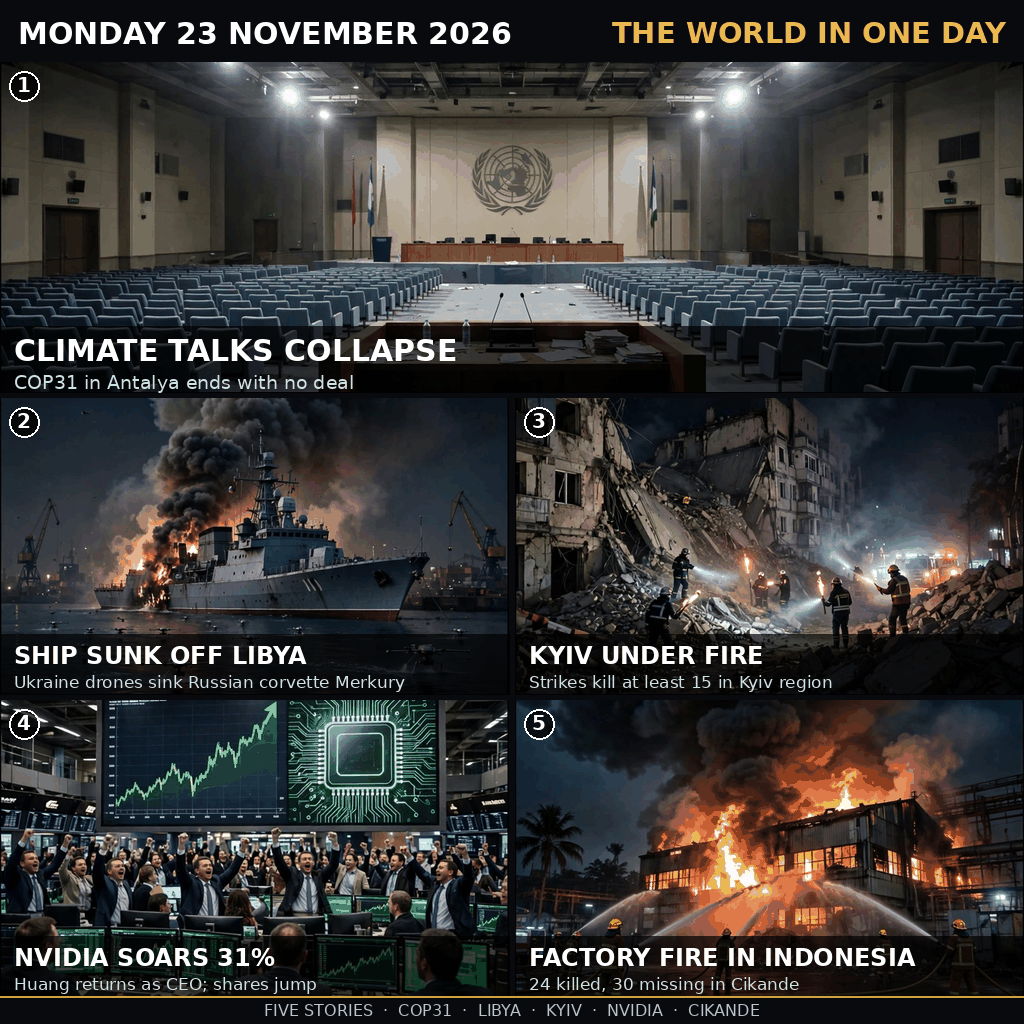 MONDAY 23 NOVEMBER 2026
THE WORLD IN ONE DAY
1
CLIMATE TALKS COLLAPSE
COP31 in Antalya ends with no deal
2
SHIP SUNK OFF LIBYA
Ukraine drones sink Russian corvette Merkury
3
KYIV UNDER FIRE
Strikes kill at least 15 in Kyiv region
4
NVIDIA SOARS 31%
Huang returns as CEO; shares jump
5
FACTORY FIRE IN INDONESIA
24 killed, 30 missing in Cikande
FIVE STORIES · COP31 · LIBYA · KYIV · NVIDIA · CIKANDE